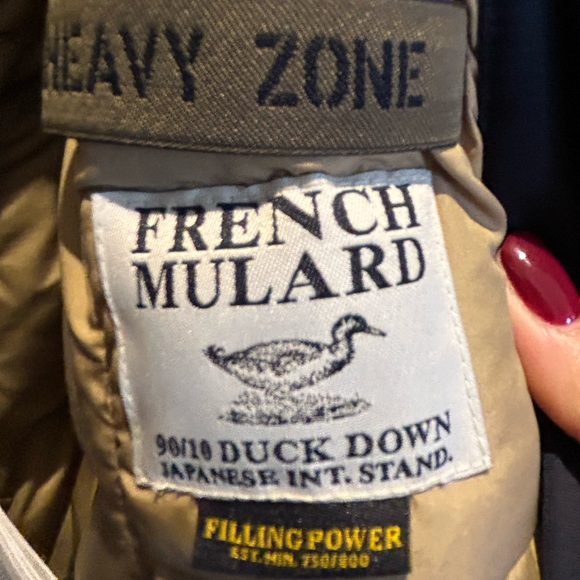 HEAVY ZONE
FRENCH
MULARD
90/10 DUCK DOWN
JAPANESE INT. STAND.
FILLING POWER
EST. MIN. 750/800